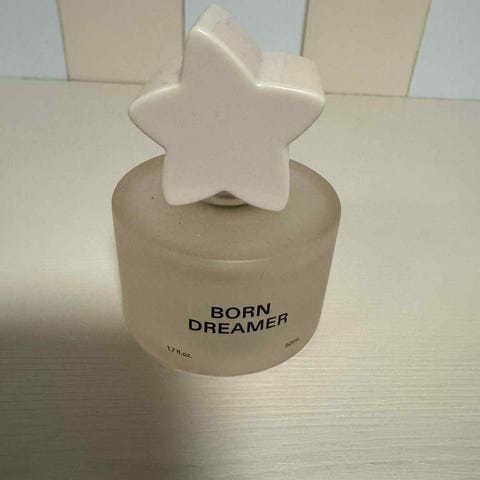 BORN
DREAMER
1.7 fl.oz.
50mL